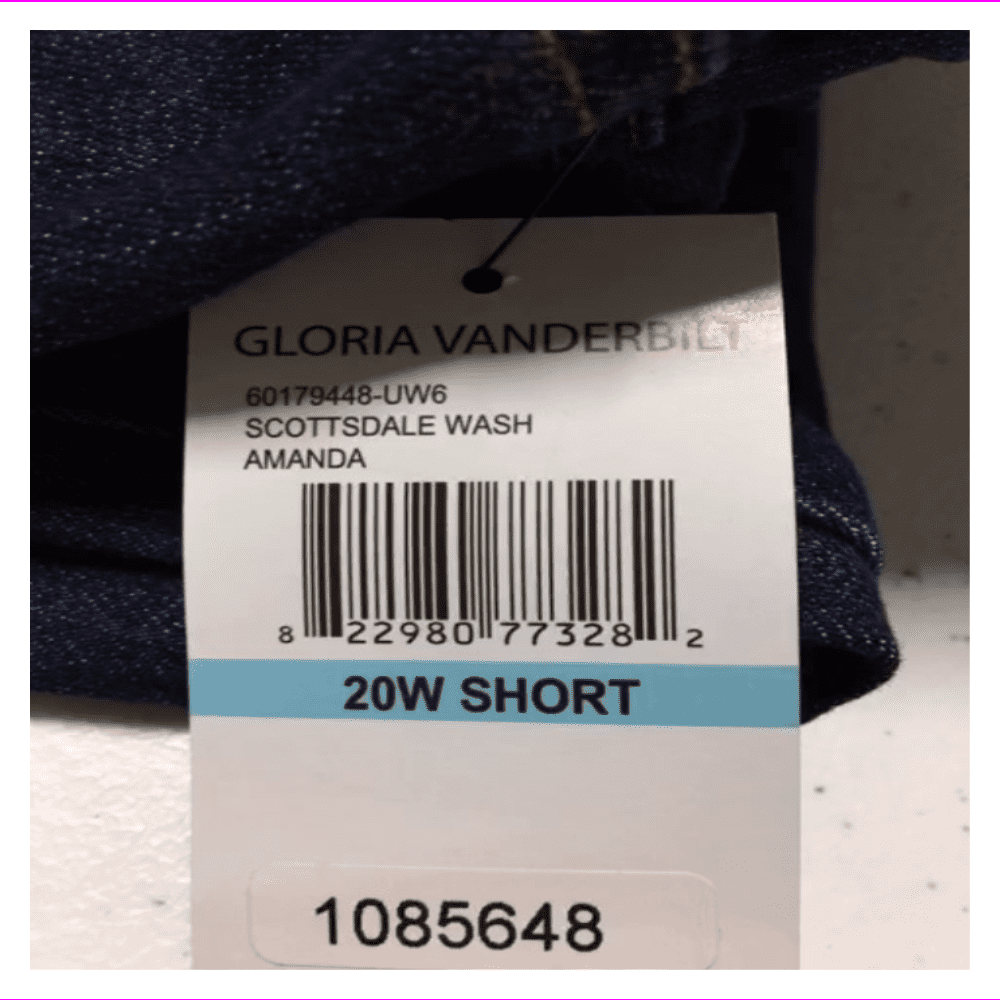 GLORIA VANDERBILT
60179448-UW6
SCOTTSDALE WASH
AMANDA
8 22980 77328 2
20W SHORT
1085648